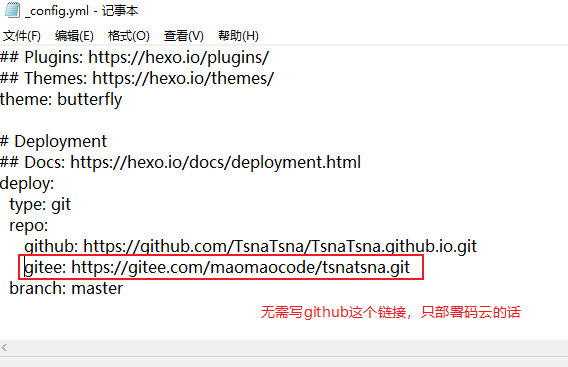 _config.yml - 记事本
文件(F) 编辑(E) 格式(O) 查看(V) 帮助(H)
## Plugins: https://hexo.io/plugins/
## Themes: https://hexo.io/themes/
theme: butterfly
# Deployment
## Docs: https://hexo.io/docs/deployment.html
deploy:
type: git
repo:
github: https://github.com/TsnaTsna/TsnaTsna.github.io.git
gitee: https://gitee.com/maomaocode/tsnatsna.git
branch: master
无需写github这个链接，只部署码云的话